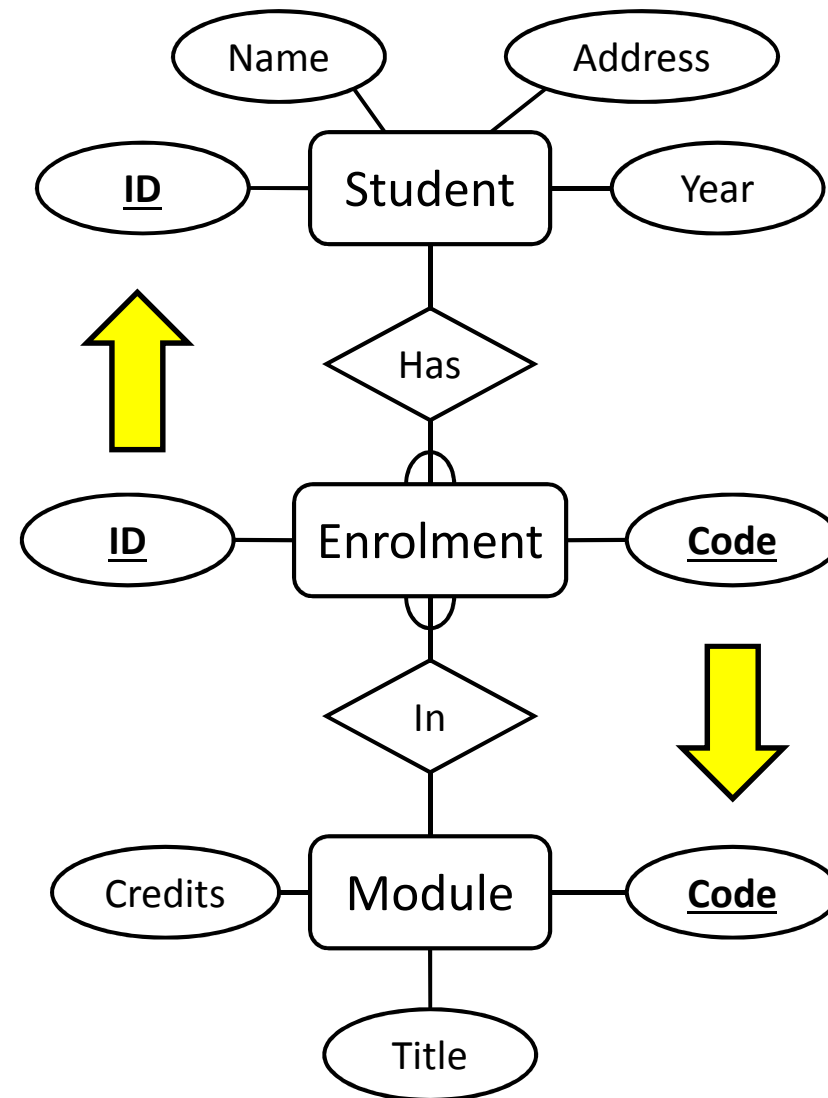 Name
Address
ID
Student
Year
Has
ID
Enrolment
Code
In
Credits
Module
Code
Title